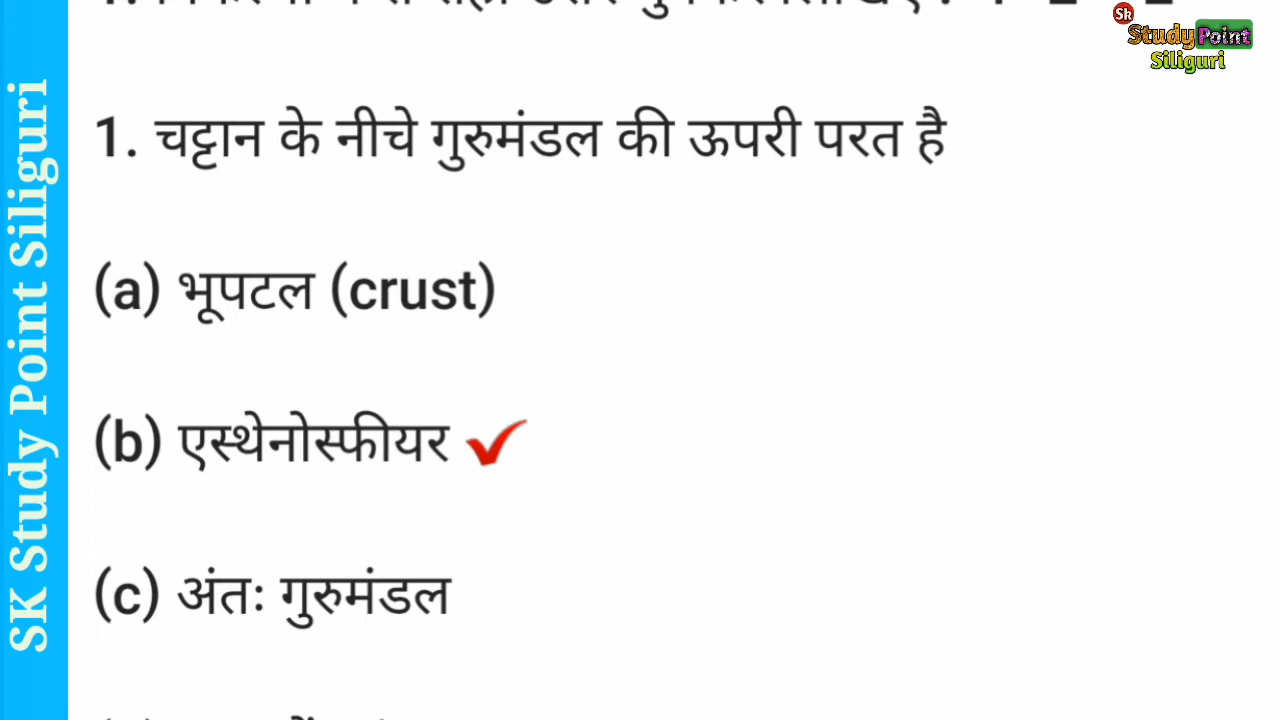 Sk
Study Point
Siliguri
SK Study Point Siliguri
1. चट्टान के नीचे गुरुमंडल की ऊपरी परत है
(a) भूपटल (crust)
(b) एस्थेनोस्फीयर
(c) अंतः गुरुमंडल